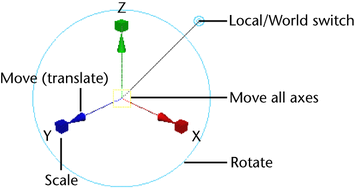 Z
Local/World switch
Move (translate)
Move all axes
Y
X
Scale
Rotate